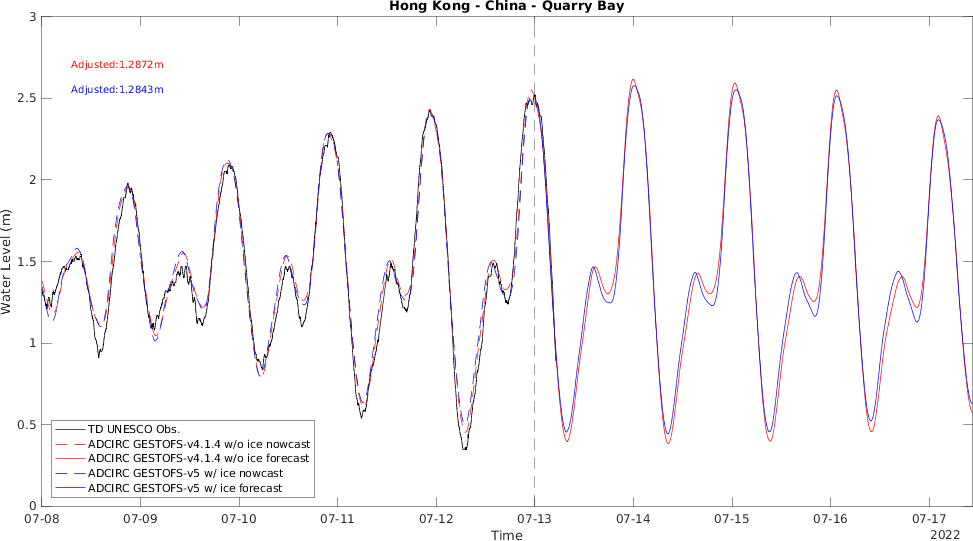 Hong Kong - China - Quarry Bay
Adjusted:1.2872m
Adjusted:1.2843m
Water Level (m)
3
2.5
2
1.5
1
0.5
0
TD UNESCO Obs.
ADCIRC GESTOFS-v4.1.4 w/o ice nowcast
ADCIRC GESTOFS-v4.1.4 w/o ice forecast
ADCIRC GESTOFS-v5 w/ ice nowcast
ADCIRC GESTOFS-v5 w/ ice forecast
07-08 07-09 07-10 07-11 07-12 07-13 07-14 07-15 07-16 07-17
Time
2022